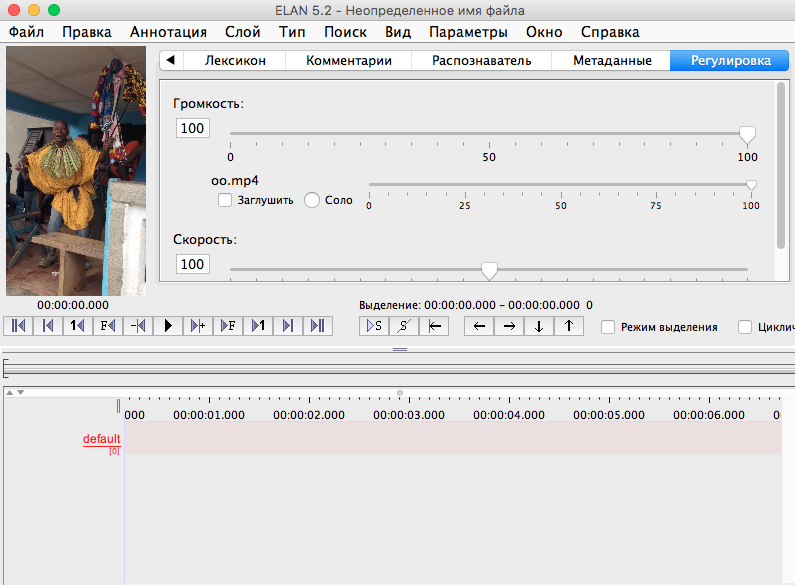 ELAN 5.2 - Неопределенное имя файла
Файл Правка Аннотация Слой Тип Поиск Вид Параметры Окно Справка
Лексикон Комментарии Распознаватель Метаданные Регулировка
Громкость:
100
0 50 100
oo.mp4
Заглушить Соло
0 25 50 75 100
Скорость:
100
00:00:00.000
Выделение: 00:00:00.000 – 00:00:00.000 0
1 F + F 1 S S Режим выделения Циклич
000 00:00:01.000 00:00:02.000 00:00:03.000 00:00:04.000 00:00:05.000 00:00:06.000 0
default
[0]